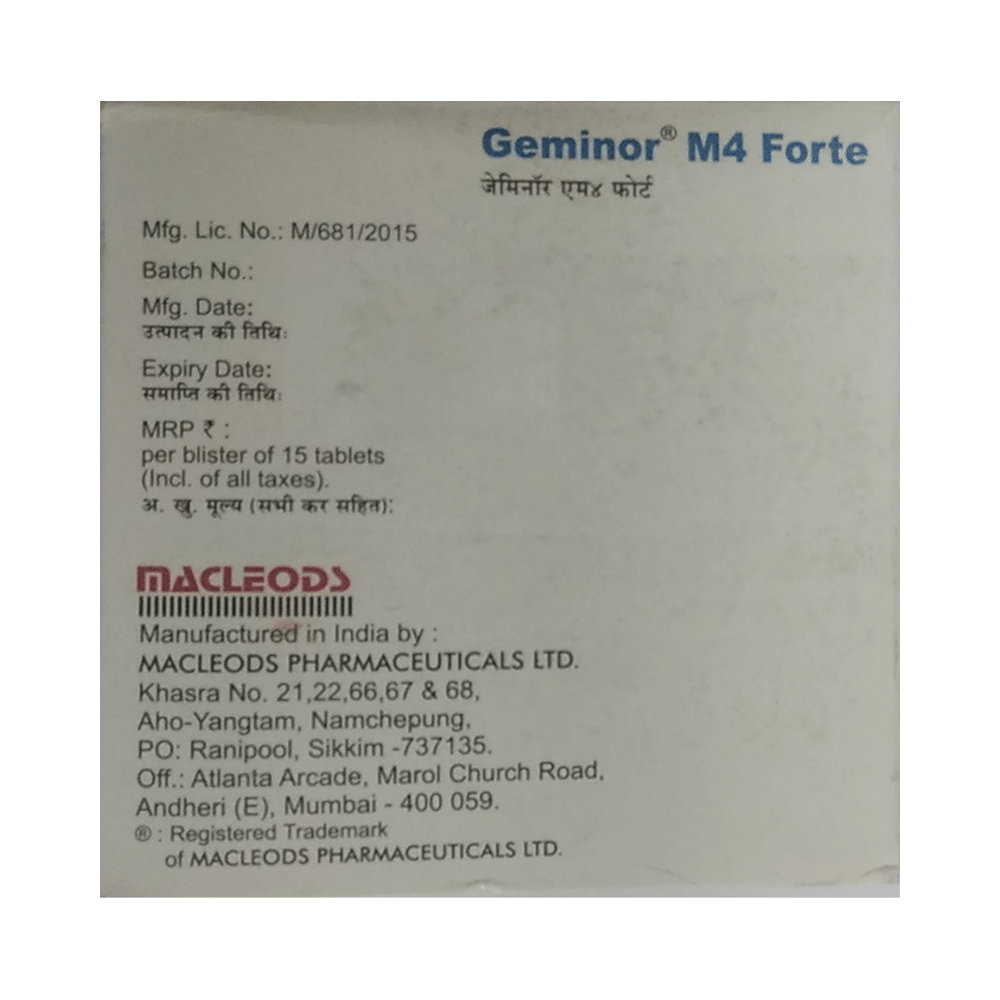 Geminor® M4 Forte
जेमिनॉर एम४ फोर्ट
Mfg. Lic. No.: M/681/2015
Batch No.:
Mfg. Date:
उत्पादन की तिथि:
Expiry Date:
समाप्ति की तिथि:
MRP ₹ :
per blister of 15 tablets
(Incl. of all taxes).
अ. खु. मूल्य (सभी कर सहित):
MACLEODS
Manufactured in India by :
MACLEODS PHARMACEUTICALS LTD.
Khasra No. 21,22,66,67 & 68,
Aho-Yangtam, Namchepung,
PO: Ranipool, Sikkim -737135.
Off.: Atlanta Arcade, Marol Church Road,
Andheri (E), Mumbai - 400 059.
® : Registered Trademark
of MACLEODS PHARMACEUTICALS LTD.